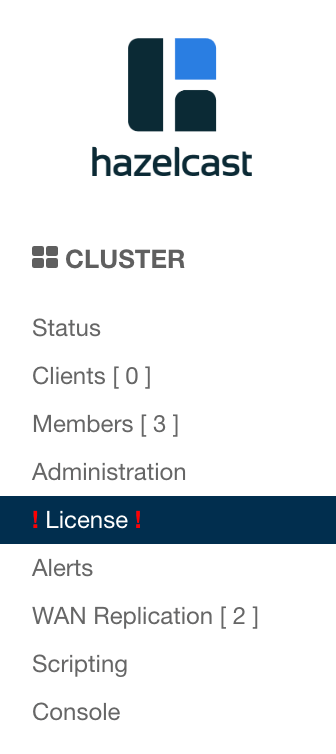 hazelcast
CLUSTER
Status
Clients [ 0 ]
Members [ 3 ]
Administration
! License !
Alerts
WAN Replication [ 2 ]
Scripting
Console